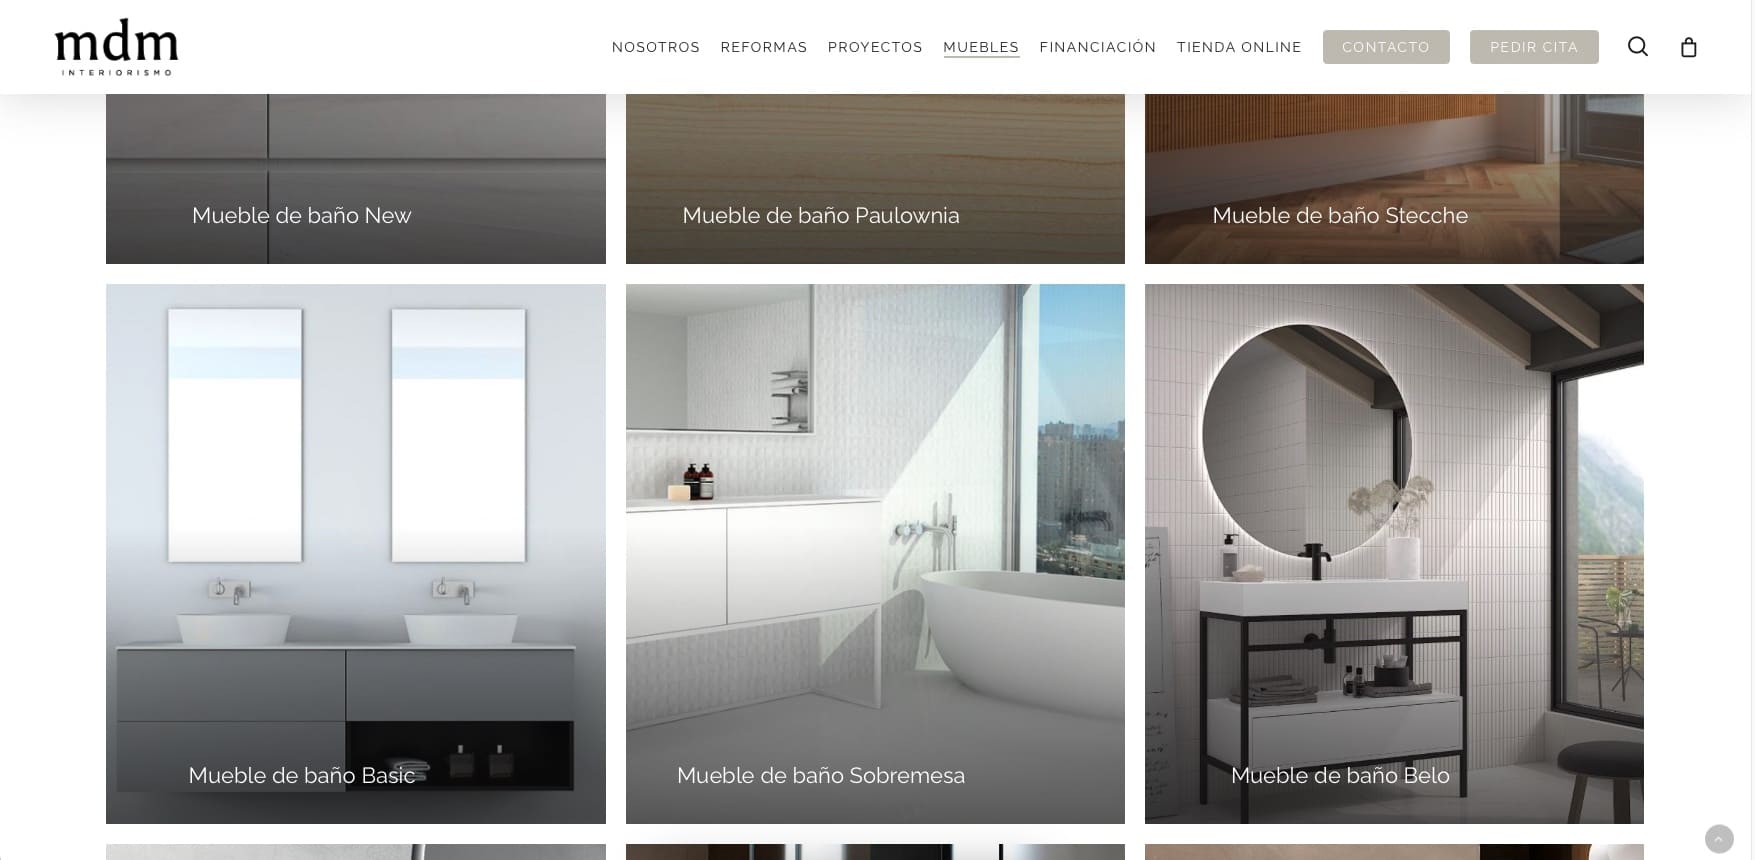 mdm
INTERIORISMO
NOSOTROS REFORMAS PROYECTOS MUEBLES FINANCIACIÓN TIENDA ONLINE CONTACTO PEDIR CITA
Mueble de baño New
Mueble de baño Paulownia
Mueble de baño Stecche
Mueble de baño Basic
Mueble de baño Sobremesa
Mueble de baño Belo